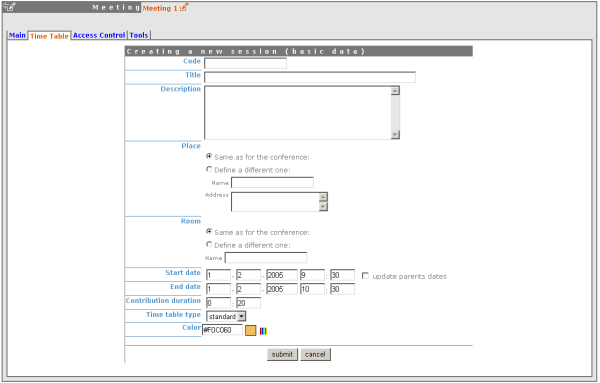 Meeting Meeting 1
Main Time Table Access Control Tools
Creating a new session (basic data)
Code
Title
Description
Place
Same as for the conference:
Define a different one:
Name
Address
Room
Same as for the conference:
Define a different one:
Name
Start date 1 - 2 - 2005 9 : 30 update parents dates
End date 1 - 2 - 2005 10 : 30
Contribution duration 0 : 20
Time table type standard
Color #F0C060
submit cancel